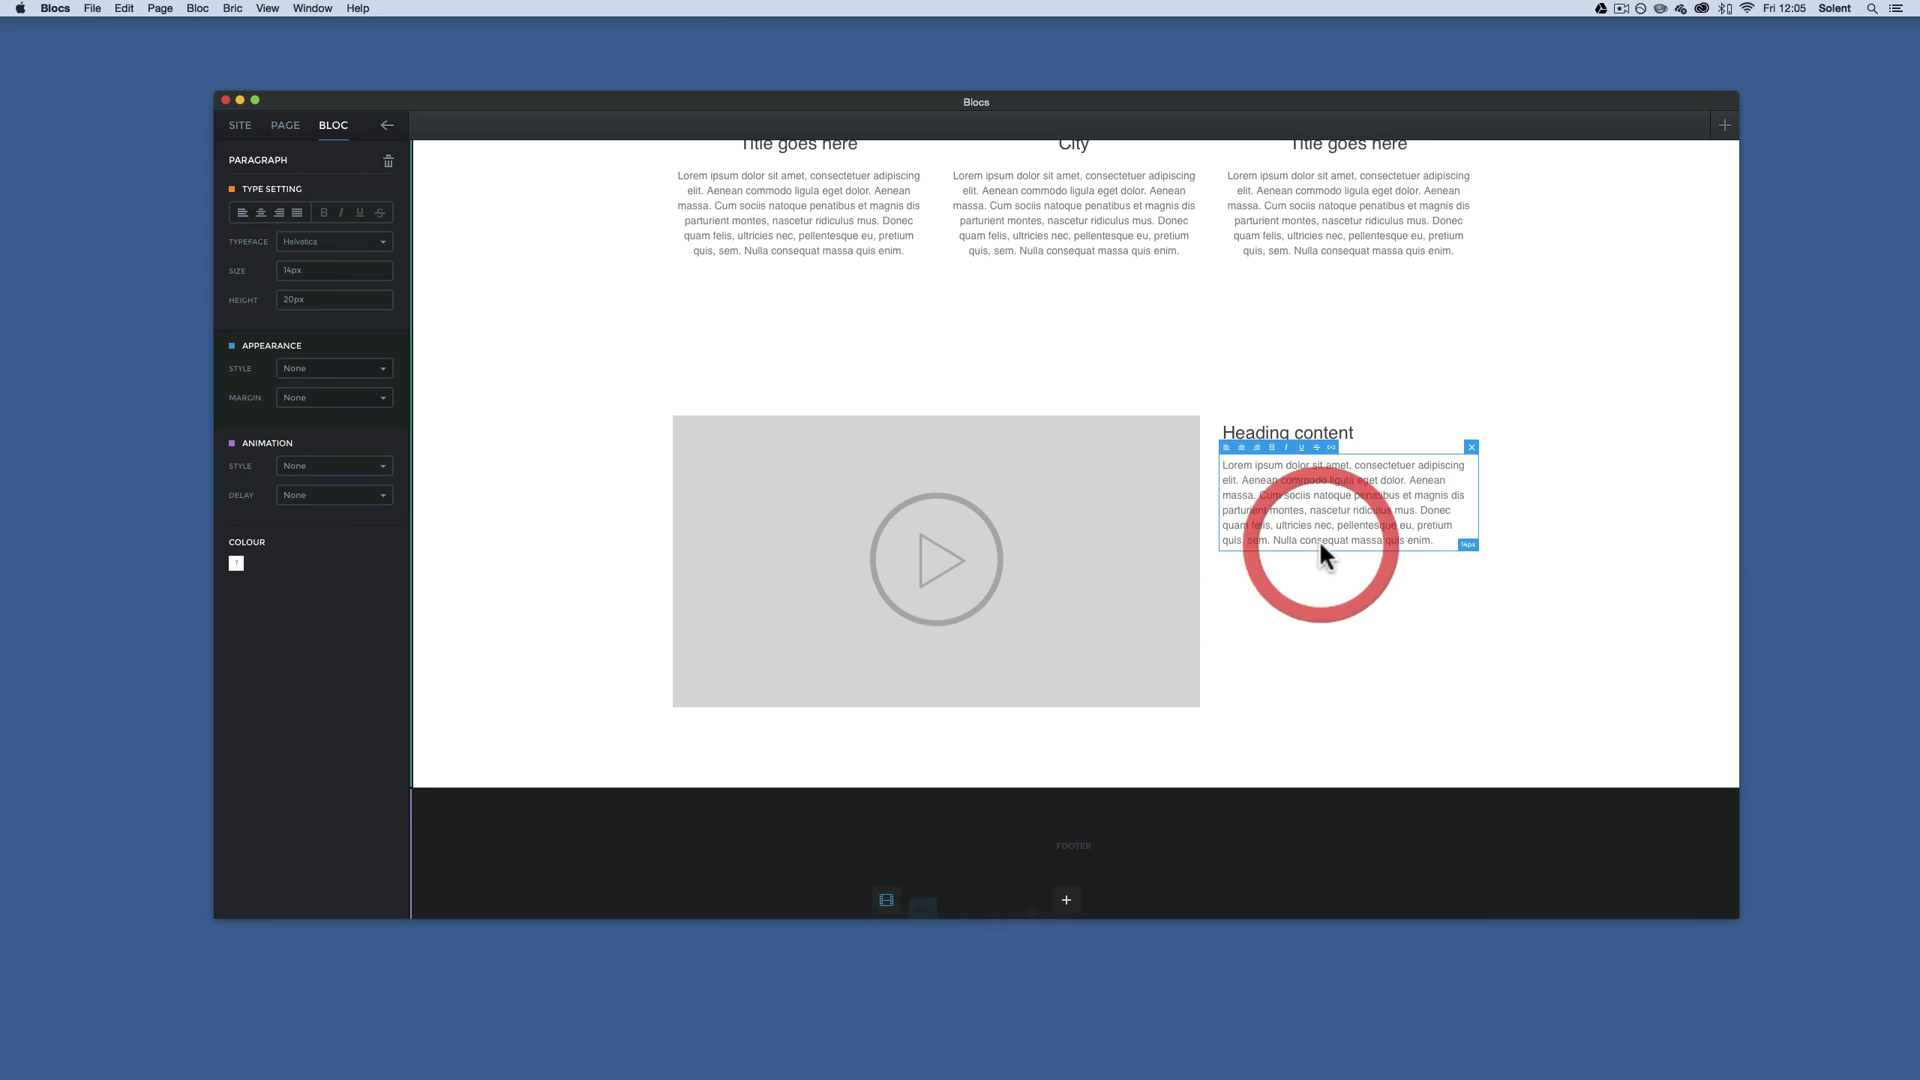 Blocs File Edit Page Bloc Bric View Window Help
Fri 12:05 Solent
Blocs
SITE PAGE BLOC
PARAGRAPH
TYPE SETTING
B I U S
TYPEFACE Helvetica
SIZE 14px
HEIGHT 20px
APPEARANCE
STYLE None
MARGIN None
ANIMATION
STYLE None
DELAY None
COLOUR
?
Title goes here
Lorem ipsum dolor sit amet, consectetuer adipiscing
elit. Aenean commodo ligula eget dolor. Aenean
massa. Cum sociis natoque penatibus et magnis dis
parturient montes, nascetur ridiculus mus. Donec
quam felis, ultricies nec, pellentesque eu, pretium
quis, sem. Nulla consequat massa quis enim.
City
Lorem ipsum dolor sit amet, consectetuer adipiscing
elit. Aenean commodo ligula eget dolor. Aenean
massa. Cum sociis natoque penatibus et magnis dis
parturient montes, nascetur ridiculus mus. Donec
quam felis, ultricies nec, pellentesque eu, pretium
quis, sem. Nulla consequat massa quis enim.
Title goes here
Lorem ipsum dolor sit amet, consectetuer adipiscing
elit. Aenean commodo ligula eget dolor. Aenean
massa. Cum sociis natoque penatibus et magnis dis
parturient montes, nascetur ridiculus mus. Donec
quam felis, ultricies nec, pellentesque eu, pretium
quis, sem. Nulla consequat massa quis enim.
Heading content
B I U S
Lorem ipsum dolor sit amet, consectetuer adipiscing
elit. Aenean commodo ligula eget dolor. Aenean
massa. Cum sociis natoque penatibus et magnis dis
parturient montes, nascetur ridiculus mus. Donec
quam felis, ultricies nec, pellentesque eu, pretium
quis, sem. Nulla consequat massa quis enim.
14px
FOOTER